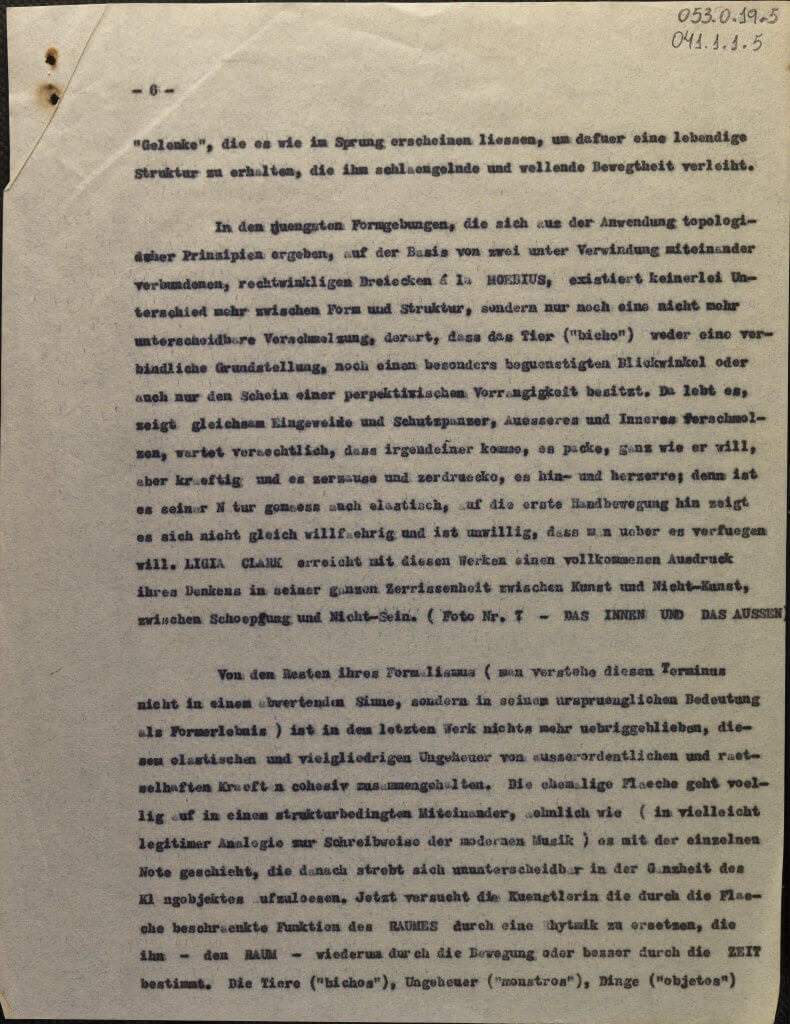 053.0.19.5
041.1.1.5
- 6 -
"Gelenke", die es wie im Sprung erscheinen liessen, um dafuer eine lebendige
Struktur zu erhalten, die ihm schlaengelnde und wellende Bewegtheit verleiht.
In den juengsten Formgebungen, die sich aus der Anwendung topologi-
scher Prinzipien ergeben, auf der Basis von zwei unter Verwindung miteinander
verbundenen, rechtwinkligen Dreiecken á la MOEBIUS, existiert keinerlei Un-
terschied mehr zwischen Form und Struktur, sondern nur noch eine nicht mehr
unterscheidbare Verschmelzung, derart, dass das Tier ("bicho") weder eine ver-
bindliche Grundstellung, noch einen besonders beguenstigten Blickwinkel oder
auch nur den Schein einer perpektivischen Vorrangigkeit besitzt. Da lebt es,
zeigt gleichsam Eingeweide und Schutzpanzer, Aeusseres und Inneres verschmol-
zen, wartet veraechtlich, dass irgendeiner komme, es packe, ganz wie er will,
aber kraeftig und es zerzause und zerdruecke, es hin- und herzerre; denn ist
es seiner N tur gemaess auch elastisch, auf die erste Handbewegung hin zeigt
es sich nicht gleich willfaehrig und ist unwillig, dass man ueber es verfuegen
will. LIGIA CLARK erreicht mit diesen Werken einen vollkommenen Ausdruck
ihres Denkens in seiner ganzen Zerrissenheit zwischen Kunst und Nicht-Kunst,
zwischen Schoepfung und Nicht-Sein. ( Foto Nr. 7 - DAS INNEN UND DAS AUSSEN)
Von den Resten ihres Formalismus ( man verstehe diesen Terminus
nicht in einem abwertenden Sinne, sondern in seinem urspruenglichen Bedeutung
als Formerlebnis ) ist in dem letzten Werk nichts mehr uebriggeblieben, die-
sem elastischen und vielgliedrigen Ungeheuer von ausserordentlichen und raet-
selhaften Kraeft n cohesiv zusammengehalten. Die ehemalige Flaeche geht voel-
lig auf in einem strukturbedingten Miteinander, aehnlich wie ( in vielleicht
legitimer Analogie zur Schreibweise der modernen Musik ) es mit der einzelnen
Note geschieht, die danach strebt sich ununterscheidbar in der Ganzheit des
Kl ngobjektes aufzuloesen. Jetzt versucht die Kuenstlerin die durch die Flae-
che beschraenkte Funktion des RAUMES durch eine Rhytmik zu ersetzen, die
ihn - den RAUM - wiederum durch die Bewegung oder besser durch die ZEIT
bestimmt. Die Tiere ("bichos"), Ungeheuer ("monstros"), Dinge ("objetos")